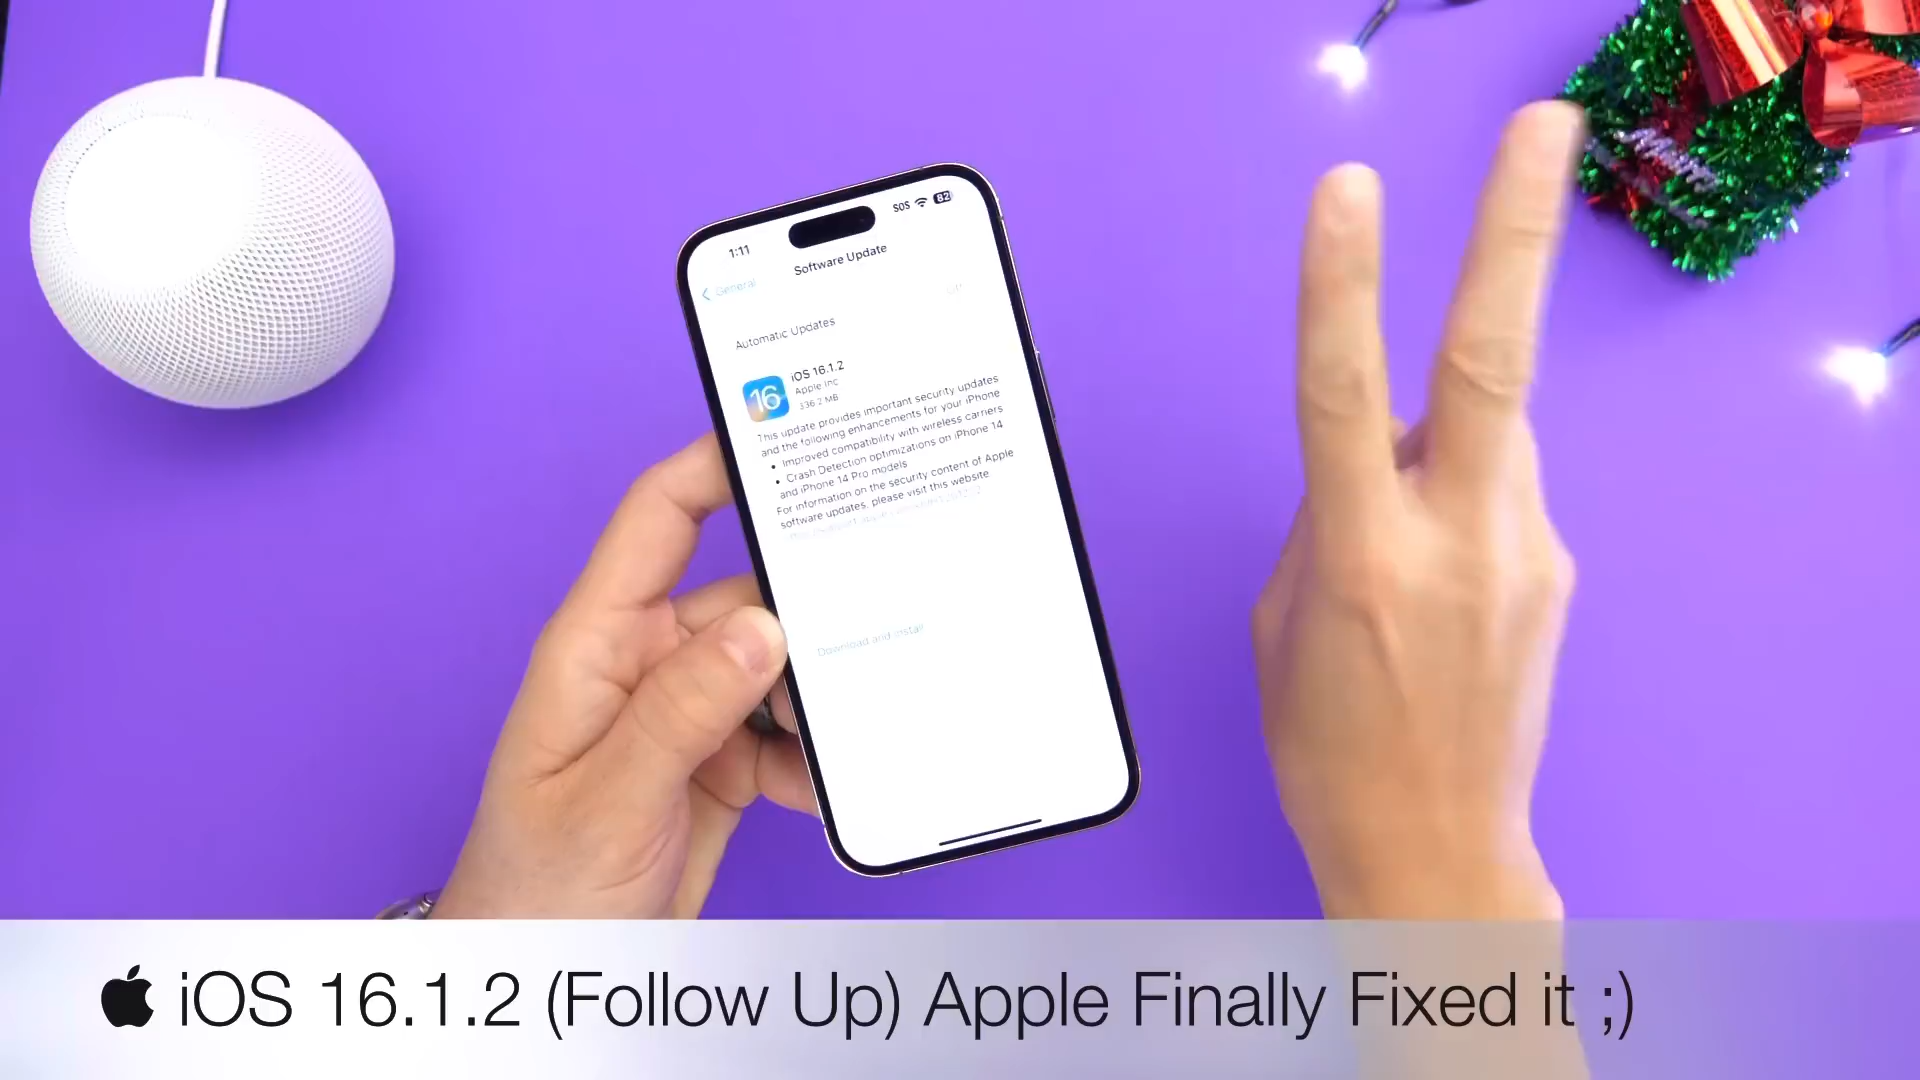 1:11
SOS 82
Software Update
General
Automatic Updates
Off
iOS 16.1.2
Apple Inc
336.2 MB
16
This update provides important security updates
and the following enhancements for your iPhone
• Improved compatibility with wireless carriers
• Crash Detection optimizations on iPhone 14
and iPhone 14 Pro models
For information on the security content of Apple
software updates, please visit this website
Download and Install
Merry
iOS 16.1.2 (Follow Up) Apple Finally Fixed it ;)